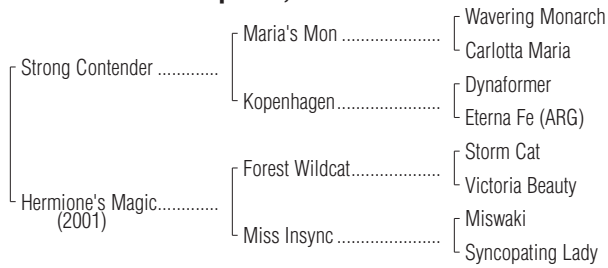 Wavering Monarch
Maria's Mon ..................
Carlotta Maria
Strong Contender .............
Dynaformer
Kopenhagen...................
Eterna Fe (ARG)
Storm Cat
Forest Wildcat...................
Victoria Beauty
Hermione's Magic.............
(2001)
Miswaki
Miss Insync ...................
Syncopating Lady